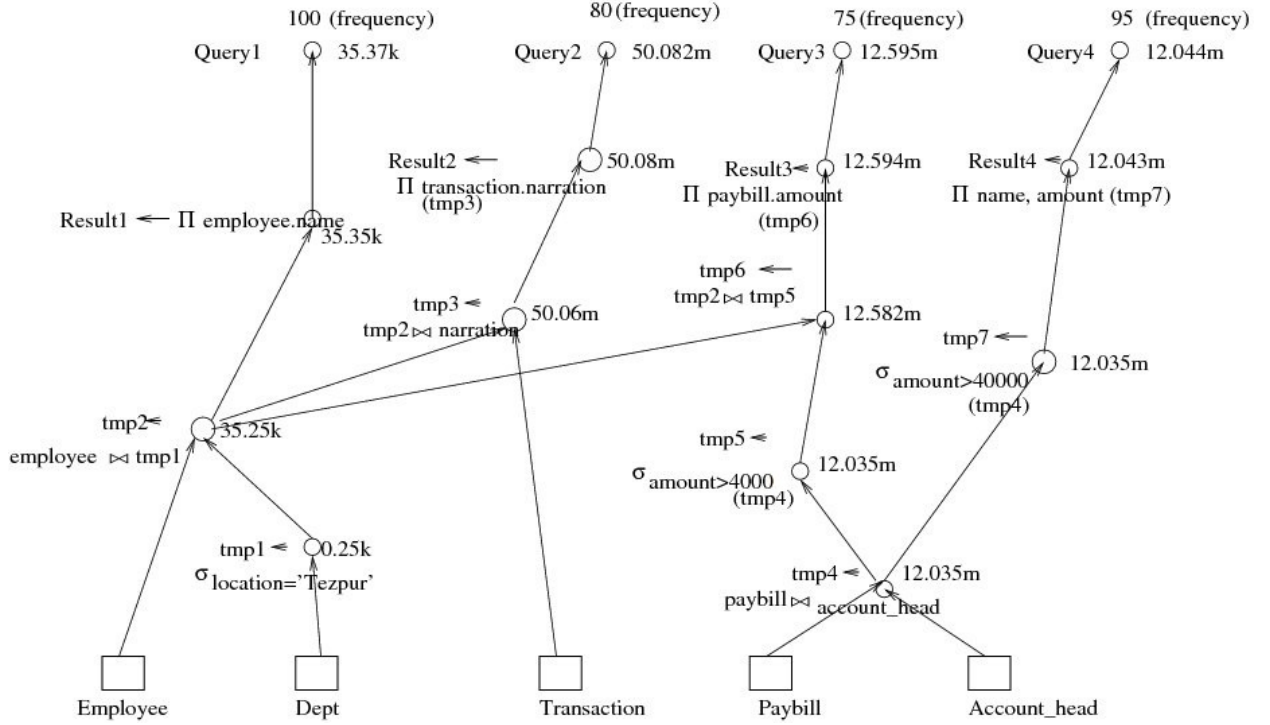 100 (frequency)
80 (frequency)
75 (frequency)
95 (frequency)
Query1
35.37k
Query2
50.082m
Query3
12.595m
Query4
12.044m
Result2
50.08m
Π transaction.narration
(tmp3)
Result3
12.594m
Π paybill.amount
(tmp6)
Result4
12.043m
Π name, amount (tmp7)
Result1
Π employee.name
35.35k
tmp3
50.06m
tmp2 ⋈ narration
tmp6
tmp2 ⋈ tmp5
12.582m
tmp7
12.035m
σ amount>40000
(tmp4)
tmp2
35.25k
employee ⋈ tmp1
tmp5
12.035m
σ amount>4000
(tmp4)
tmp1
0.25k
σ location='Tezpur'
tmp4
12.035m
paybill ⋈ account_head
Employee
Dept
Transaction
Paybill
Account_head